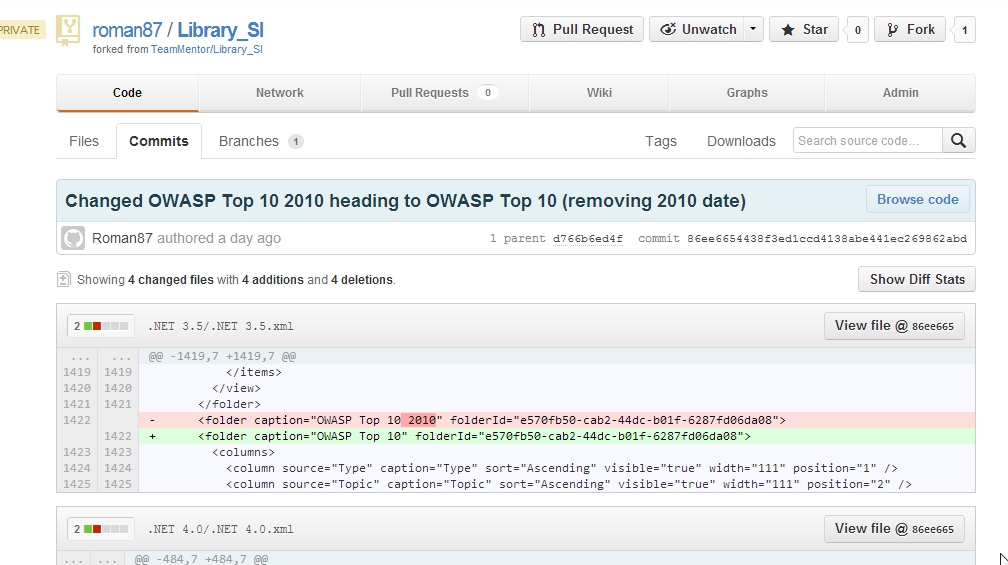 PRIVATE
roman87 / Library_SI
forked from TeamMentor/Library_SI
Pull Request Unwatch Star 0 Fork 1
Code Network Pull Requests 0 Wiki Graphs Admin
Files Commits Branches 1 Tags Downloads Search source code...
Changed OWASP Top 10 2010 heading to OWASP Top 10 (removing 2010 date) Browse code
Roman87 authored a day ago 1 parent d766b6ed4f commit 86ee6654438f3ed1ccd4138abe441ec269862abd
Showing 4 changed files with 4 additions and 4 deletions. Show Diff Stats
2 .NET 3.5/.NET 3.5.xml View file @ 86ee665
... ... @@ -1419,7 +1419,7 @@
1419 1419 </items>
1420 1420 </view>
1421 1421 </folder>
1422 - <folder caption="OWASP Top 10 2010" folderId="e570fb50-cab2-44dc-b01f-6287fd06da08">
1422 + <folder caption="OWASP Top 10" folderId="e570fb50-cab2-44dc-b01f-6287fd06da08">
1423 1423 <columns>
1424 1424 <column source="Type" caption="Type" sort="Ascending" visible="true" width="111" position="1" />
1425 1425 <column source="Topic" caption="Topic" sort="Ascending" visible="true" width="111" position="2" />
2 .NET 4.0/.NET 4.0.xml View file @ 86ee665
... ... @@ -484,7 +484,7 @@